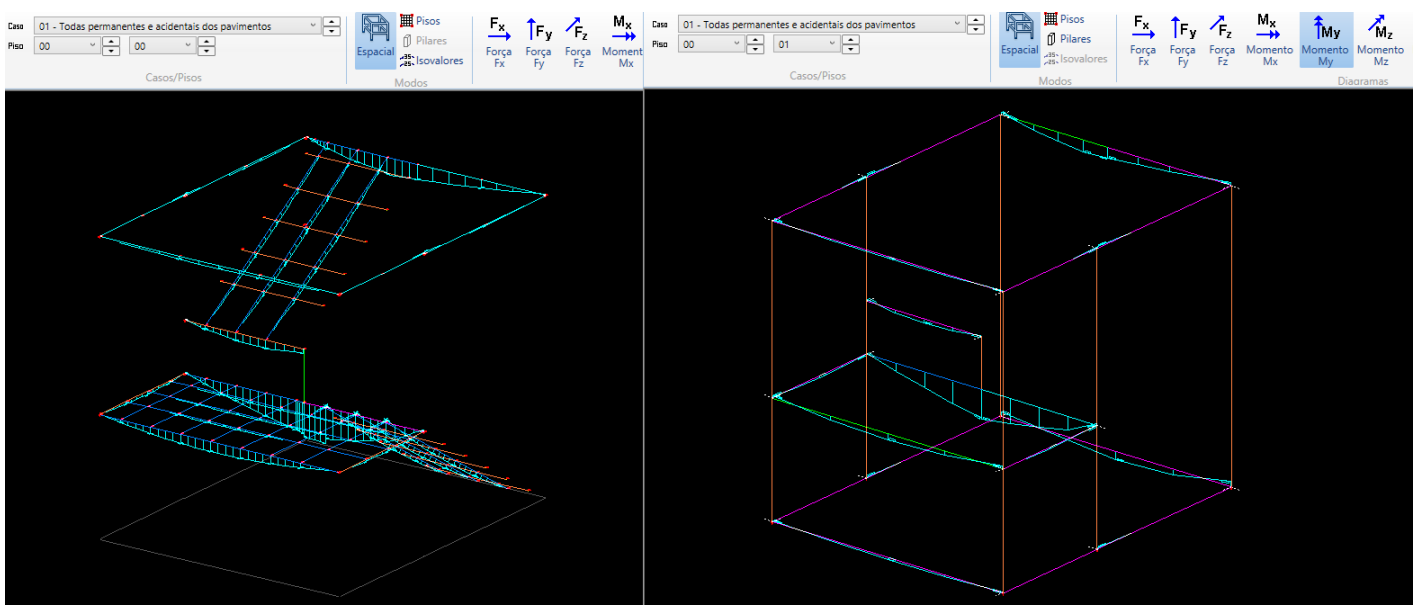 Caso 01 - Todas permanentes e acidentais dos pavimentos
Piso 00 00
Casos/Pisos
Espacial
Pisos
Pilares
Isovalores
Modos
Fx Fy Fz Mx
Força Força Força Moment
Fx Fy Fz Mx
Caso 01 - Todas permanentes e acidentais dos pavimentos
Piso 00 01
Casos/Pisos
Espacial
Pisos
Pilares
Isovalores
Modos
Fx Fy Fz Mx My Mz
Força Força Força Momento Momento Momento
Fx Fy Fz Mx My Mz
Diagramas